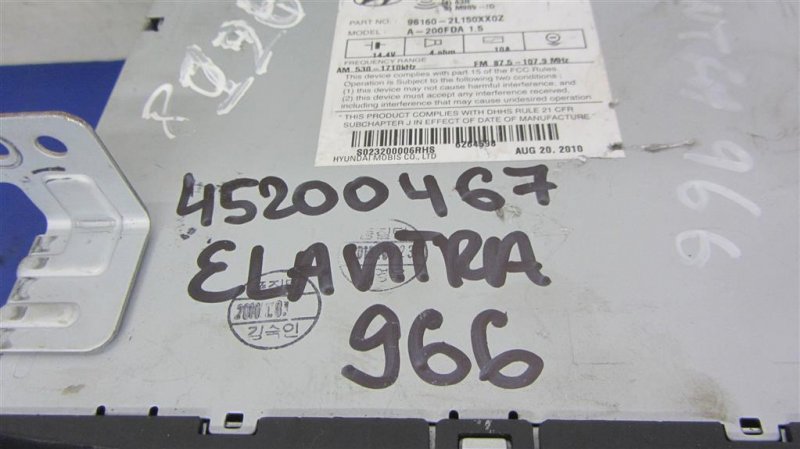 PART NO. : 96160-2L150XX0Z
MODEL : A-200FDA 1.5
14.4V 4 ohm 10A
FREQUENCY RANGE
AM 530-1710kHz FM 87.5-107.9 MHz
This device complies with part 15 of the FCC Rules
Operation is Subject to the following two conditions :
(1) this device may not cause harmful interference, and
(2) this device must accept any interference received,
including interference that may cause undesired operation
* THIS PRODUCT COMPLIES WITH DHHS RULE 21 CFR
SUBCHAPTER J IN EFFECT OF DATE OF MANUFACTURE."
S023200006RHS 6264598 AUG 20. 2010
HYUNDAI MOBIS CO., LTD
45200467
ELANTRA
966
김숙인
966